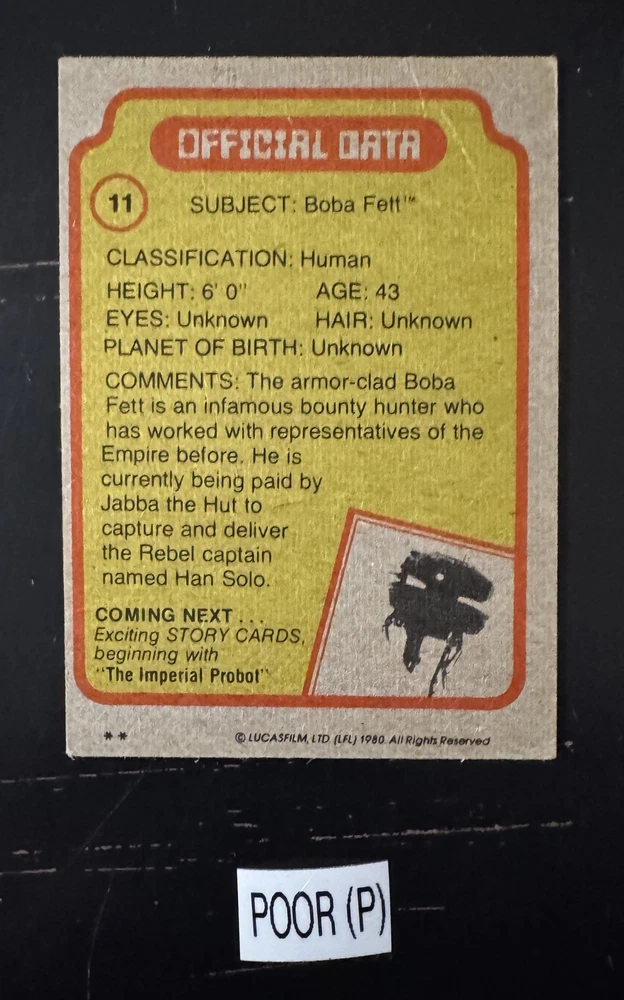 OFFICIAL DATA
11 SUBJECT: Boba Fett™
CLASSIFICATION: Human
HEIGHT: 6' 0" AGE: 43
EYES: Unknown HAIR: Unknown
PLANET OF BIRTH: Unknown
COMMENTS: The armor-clad Boba
Fett is an infamous bounty hunter who
has worked with representatives of the
Empire before. He is
currently being paid by
Jabba the Hut to
capture and deliver
the Rebel captain
named Han Solo.
COMING NEXT . . .
Exciting STORY CARDS,
beginning with
"The Imperial Probot"
** © LUCASFILM, LTD. (LFL) 1980. All Rights Reserved
POOR (P)